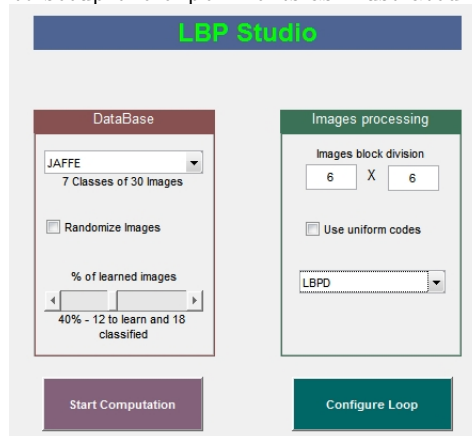 LBP Studio
DataBase
JAFFE
7 Classes of 30 Images
Randomize Images
% of learned images
40% - 12 to learn and 18
classified
Start Computation
Images processing
Images block division
6 X 6
Use uniform codes
LBPD
Configure Loop